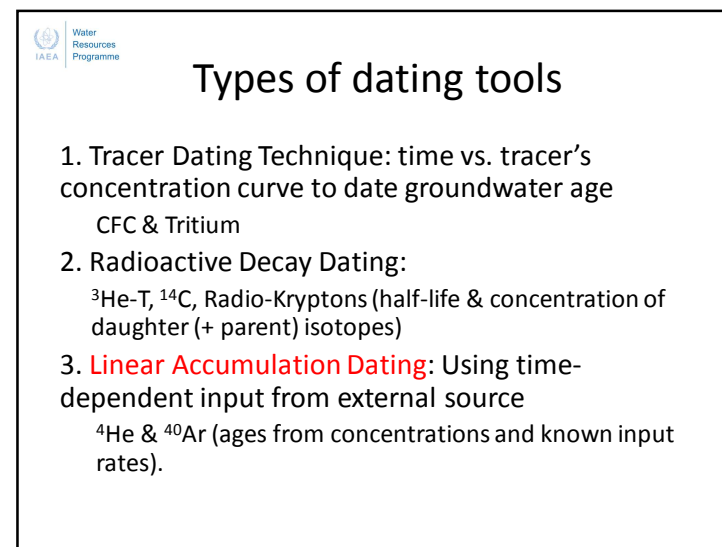 Water
Resources
Programme
IAEA
Types of dating tools
1. Tracer Dating Technique: time vs. tracer’s
concentration curve to date groundwater age
CFC & Tritium
2. Radioactive Decay Dating:
³He-T, ¹⁴C, Radio-Kryptons (half-life & concentration of
daughter (+ parent) isotopes)
3. Linear Accumulation Dating: Using time-
dependent input from external source
⁴He & ⁴⁰Ar (ages from concentrations and known input
rates).